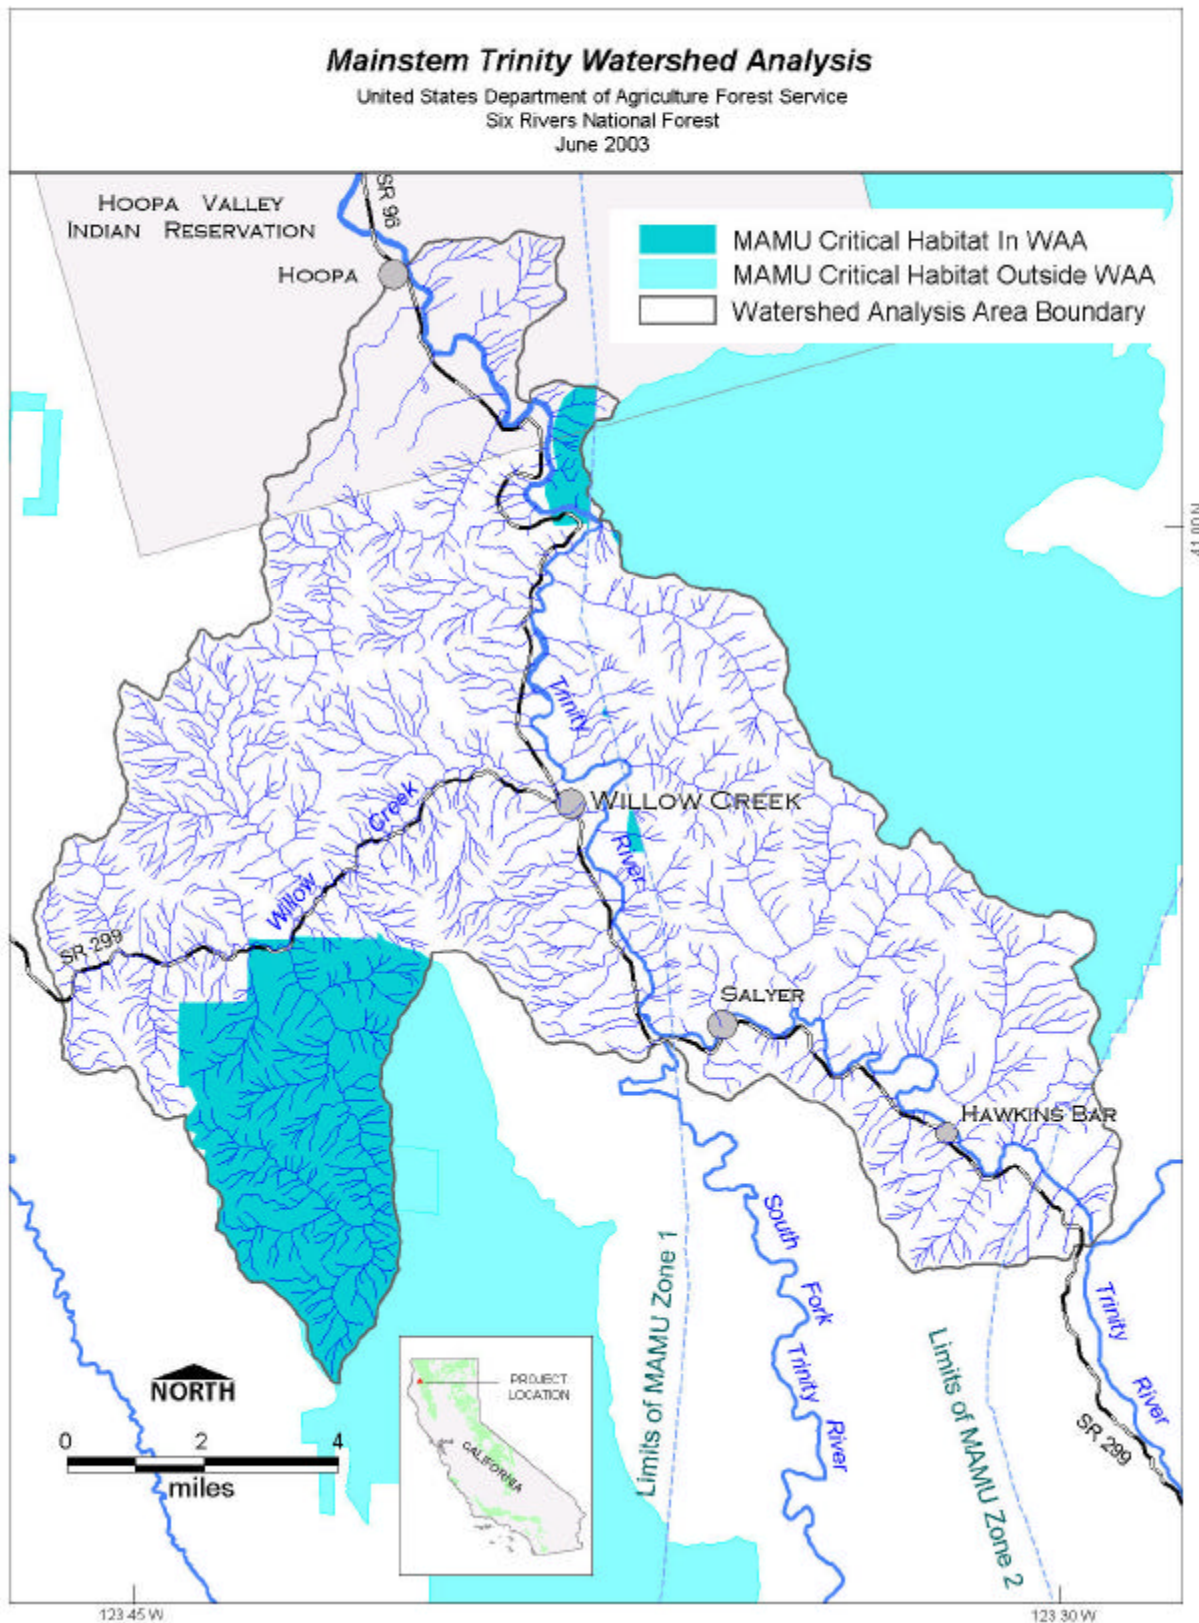 Mainstem Trinity Watershed Analysis
United States Department of Agriculture Forest Service
Six Rivers National Forest
June 2003
HOOPA VALLEY
INDIAN RESERVATION
SR 96
HOOPA
MAMU Critical Habitat In WAA
MAMU Critical Habitat Outside WAA
Watershed Analysis Area Boundary
41 00 N
Trinity
River
WILLOW CREEK
Willow
Creek
SR 299
SALYER
HAWKINS BAR
South
Fork
Trinity
River
Limits of MAMU Zone 1
Limits of MAMU Zone 2
Trinity
River
SR 299
NORTH
0 2 4
miles
PROJECT
LOCATION
CALIFORNIA
123 45 W
123 30 W